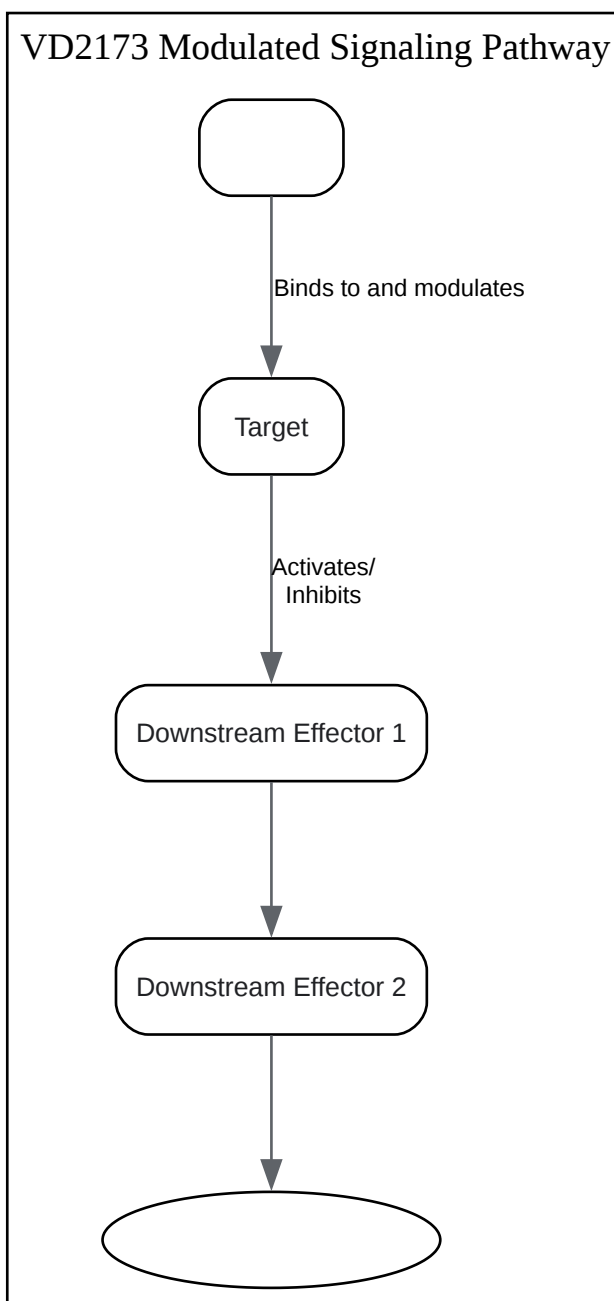 VD2173 Modulated Signaling Pathway
Binds to and modulates
Target
Activates/
Inhibits
Downstream Effector 1
Downstream Effector 2